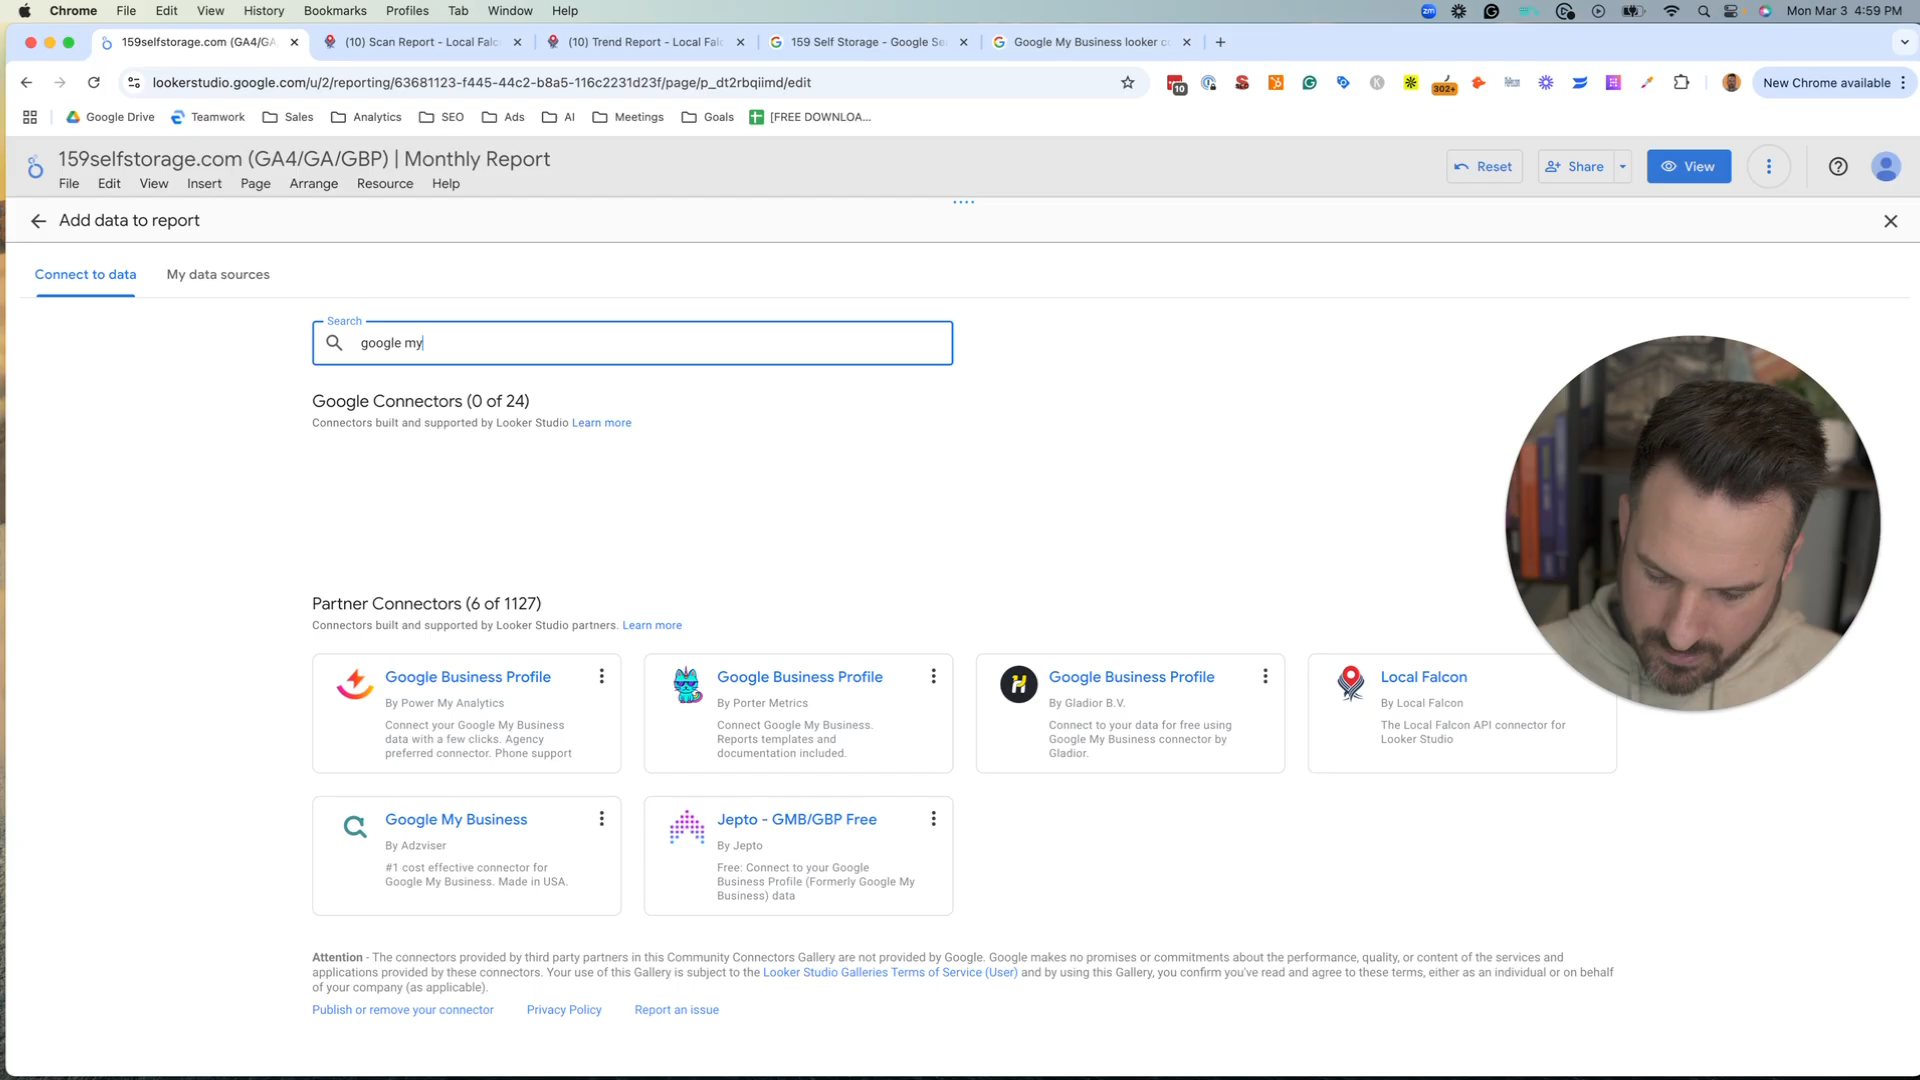 Chrome File Edit View History Bookmarks Profiles Tab Window Help
zm Mon Mar 3 4:59 PM
159selfstorage.com (GA4/GA (10) Scan Report - Local Falc (10) Trend Report - Local Fal 159 Self Storage - Google Se Google My Business looker c
lookerstudio.google.com/u/2/reporting/63681123-f445-44c2-b8a5-116c2231d23f/page/p_dt2rbqiimd/edit
10 302+ New Chrome available
Google Drive Teamwork Sales Analytics SEO Ads AI Meetings Goals [FREE DOWNLOA...
159selfstorage.com (GA4/GA/GBP) | Monthly Report
File Edit View Insert Page Arrange Resource Help
Reset Share View
Add data to report
Connect to data My data sources
Search
google my
Google Connectors (0 of 24)
Connectors built and supported by Looker Studio Learn more
Partner Connectors (6 of 1127)
Connectors built and supported by Looker Studio partners. Learn more
Google Business Profile
By Power My Analytics
Connect your Google My Business
data with a few clicks. Agency
preferred connector. Phone support
Google Business Profile
By Porter Metrics
Connect Google My Business.
Reports templates and
documentation included.
Google Business Profile
By Gladior B.V.
Connect to your data for free using
Google My Business connector by
Gladior.
Local Falcon
By Local Falcon
The Local Falcon API connector for
Looker Studio
Google My Business
By Adzviser
#1 cost effective connector for
Google My Business. Made in USA.
Jepto - GMB/GBP Free
By Jepto
Free: Connect to your Google
Business Profile (Formerly Google My
Business) data
Attention - The connectors provided by third party partners in this Community Connectors Gallery are not provided by Google. Google makes no promises or commitments about the performance, quality, or content of the services and
applications provided by these connectors. Your use of this Gallery is subject to the Looker Studio Galleries Terms of Service (User) and by using this Gallery, you confirm you've read and agree to these terms, either as an individual or on behalf
of your company (as applicable).
Publish or remove your connector Privacy Policy Report an issue